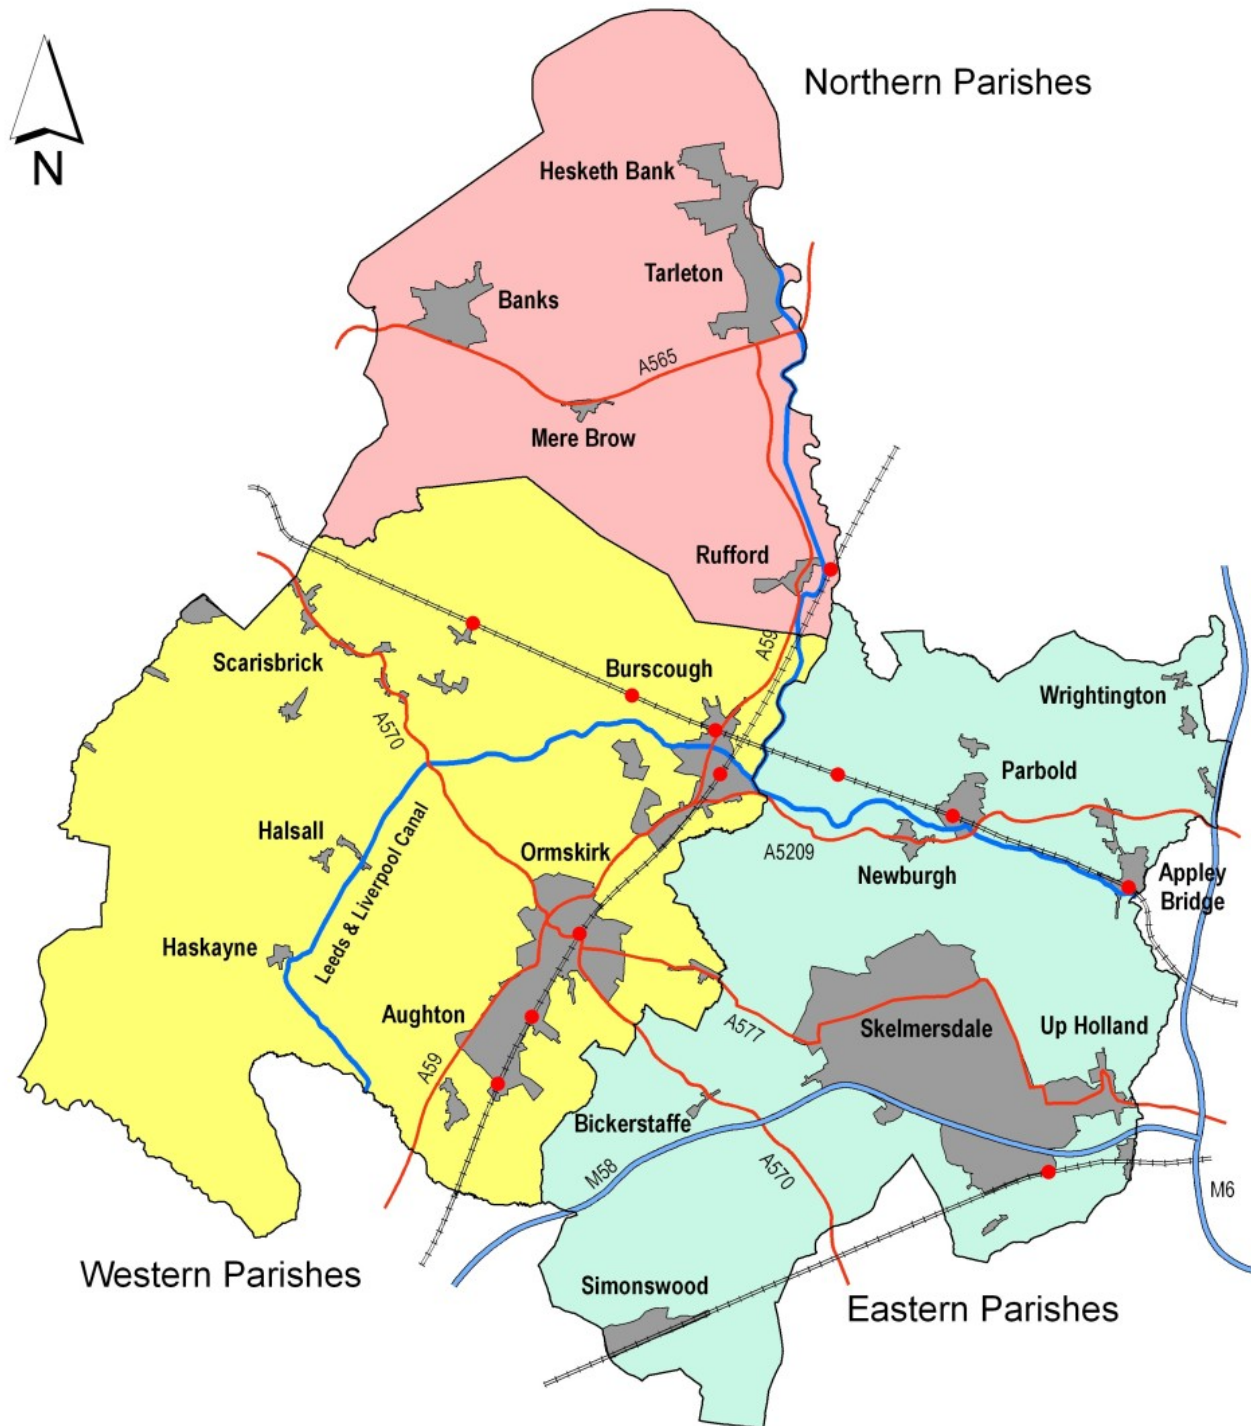 Northern Parishes
N
Hesketh Bank
Tarleton
Banks
A565
Mere Brow
Rufford
A59
Burscough
Scarisbrick
Wrightington
A570
Parbold
Halsall
Leeds & Liverpool Canal
Ormskirk
A5209
Newburgh
Appley
Bridge
Haskayne
Aughton
A577
Skelmersdale
Up Holland
A59
Bickerstaffe
M58
A570
M6
Western Parishes
Simonswood
Eastern Parishes